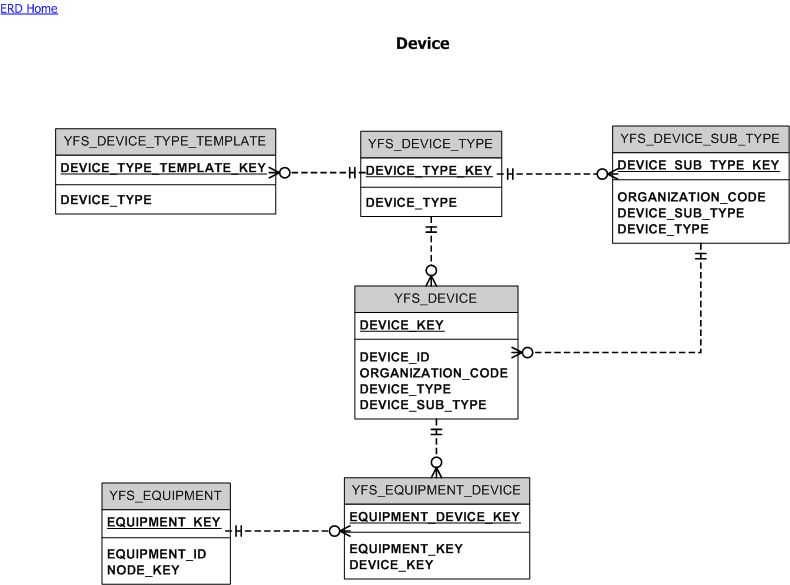 ERD Home
Device
YFS_DEVICE_TYPE_TEMPLATE
DEVICE_TYPE_TEMPLATE_KEY
DEVICE_TYPE
YFS_DEVICE_TYPE
DEVICE_TYPE_KEY
DEVICE_TYPE
YFS_DEVICE_SUB_TYPE
DEVICE_SUB_TYPE_KEY
ORGANIZATION_CODE
DEVICE_SUB_TYPE
DEVICE_TYPE
YFS_DEVICE
DEVICE_KEY
DEVICE_ID
ORGANIZATION_CODE
DEVICE_TYPE
DEVICE_SUB_TYPE
YFS_EQUIPMENT
EQUIPMENT_KEY
EQUIPMENT_ID
NODE_KEY
YFS_EQUIPMENT_DEVICE
EQUIPMENT_DEVICE_KEY
EQUIPMENT_KEY
DEVICE_KEY